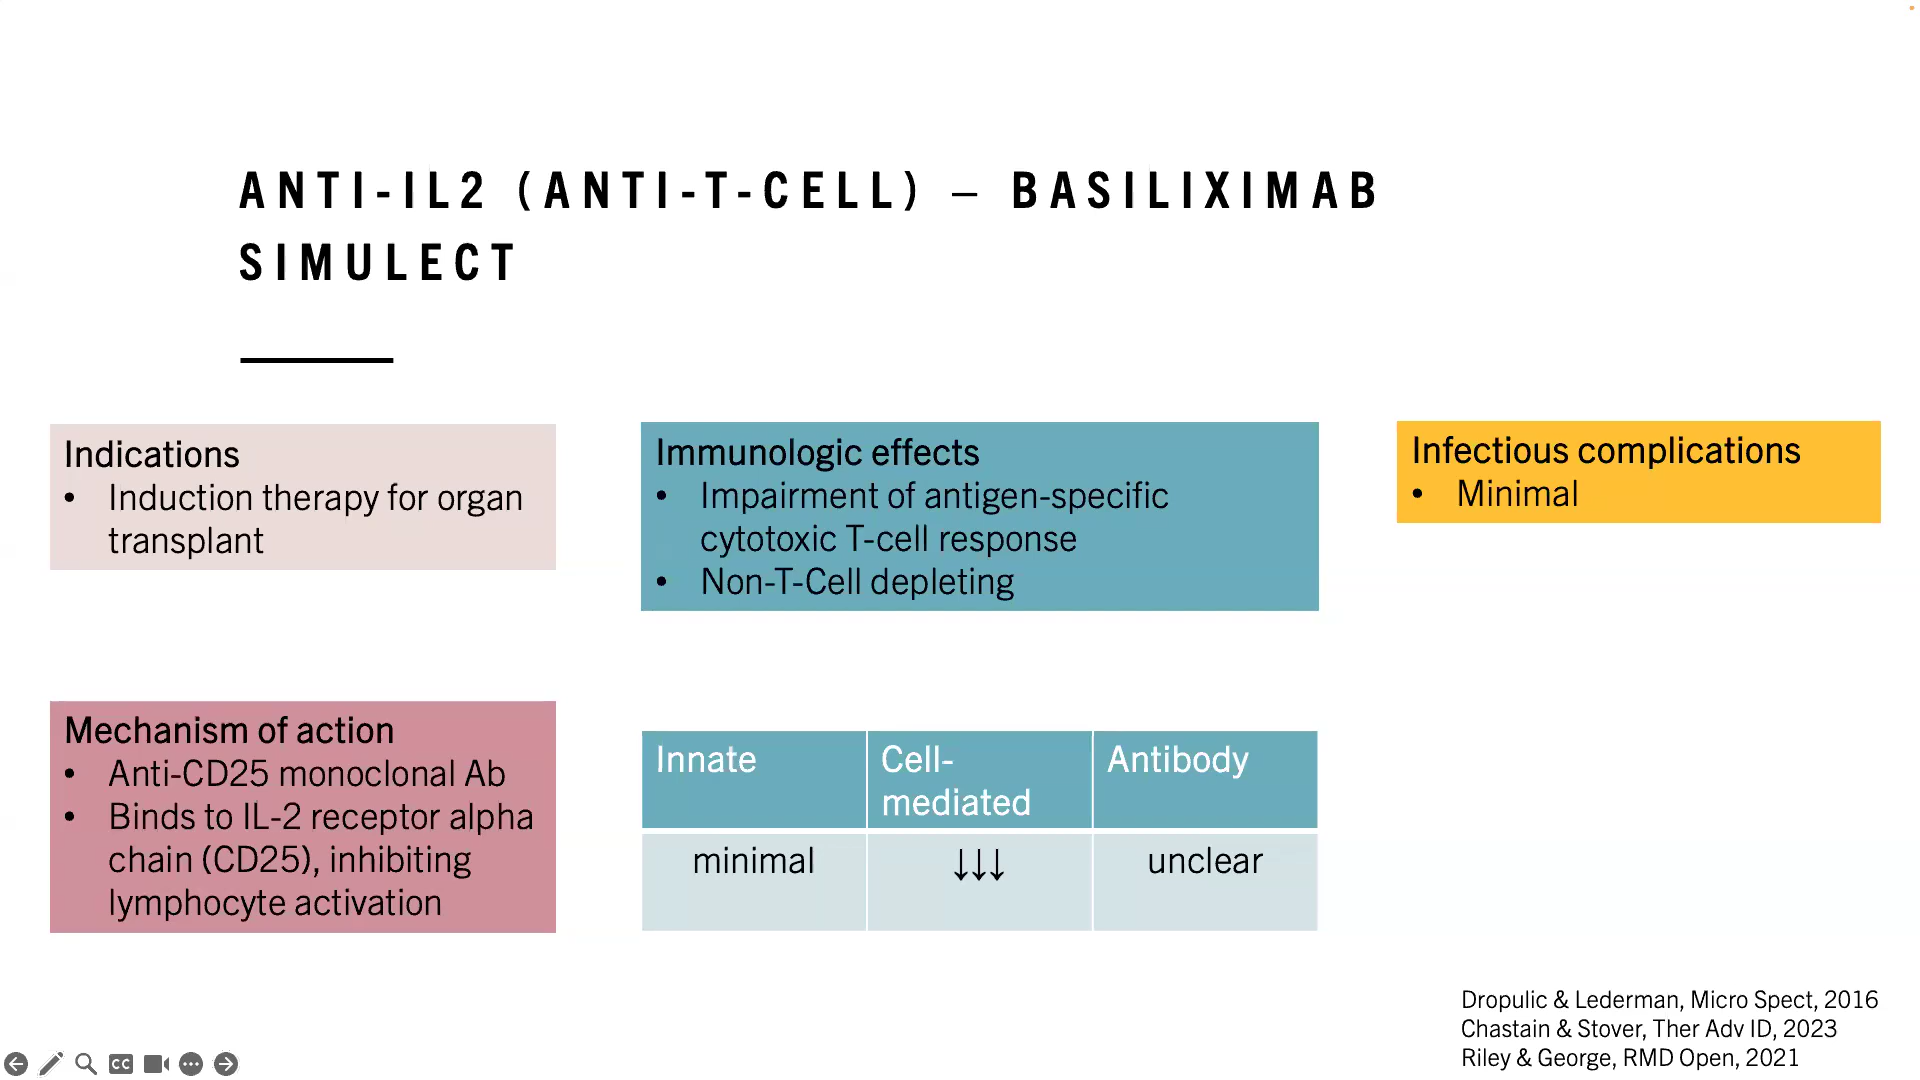 ANTI-IL2 (ANTI-T-CELL) – BASILIXIMAB
SIMULECT
Indications
• Induction therapy for organ
transplant
Immunologic effects
• Impairment of antigen-specific
cytotoxic T-cell response
• Non-T-Cell depleting
Infectious complications
• Minimal
Mechanism of action
• Anti-CD25 monoclonal Ab
• Binds to IL-2 receptor alpha
chain (CD25), inhibiting
lymphocyte activation
Innate
Cell-
mediated
Antibody
minimal
↓↓↓
unclear
Dropulic & Lederman, Micro Spect, 2016
Chastain & Stover, Ther Adv ID, 2023
Riley & George, RMD Open, 2021
CC